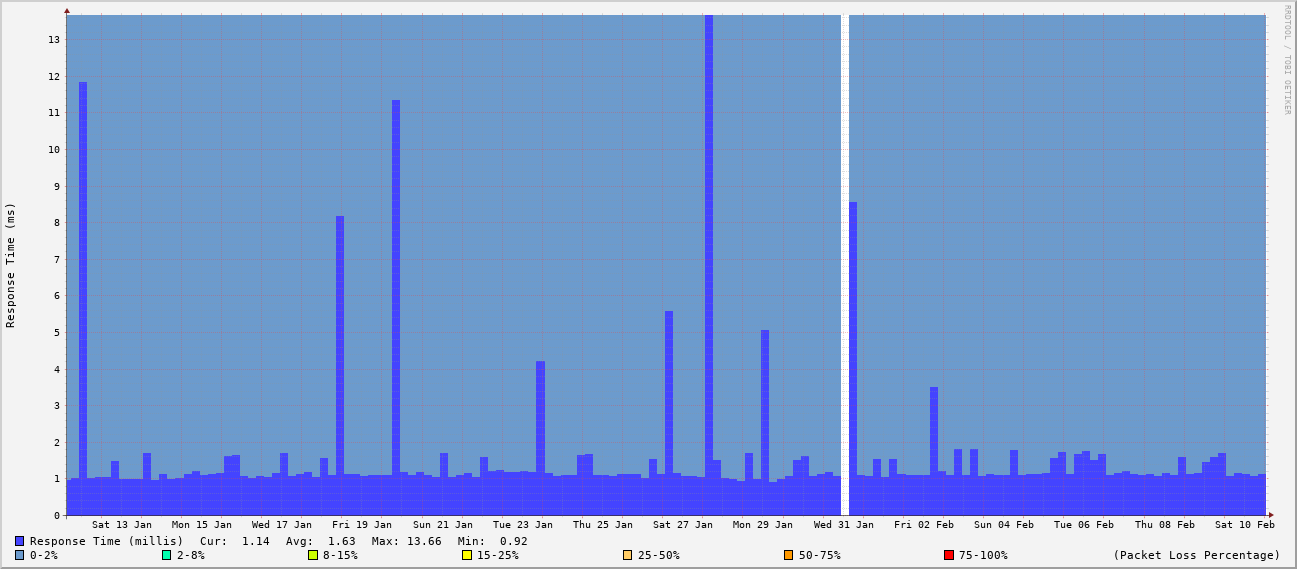 RRDTOOL / TOBI OETIKER
Response Time (ms)
13
12
11
10
9
8
7
6
5
4
3
2
1
0
Sat 13 Jan Mon 15 Jan Wed 17 Jan Fri 19 Jan Sun 21 Jan Tue 23 Jan Thu 25 Jan Sat 27 Jan Mon 29 Jan Wed 31 Jan Fri 02 Feb Sun 04 Feb Tue 06 Feb Thu 08 Feb Sat 10 Feb
Response Time (millis) Cur: 1.14 Avg: 1.63 Max: 13.66 Min: 0.92
0-2% 2-8% 8-15% 15-25% 25-50% 50-75% 75-100% (Packet Loss Percentage)